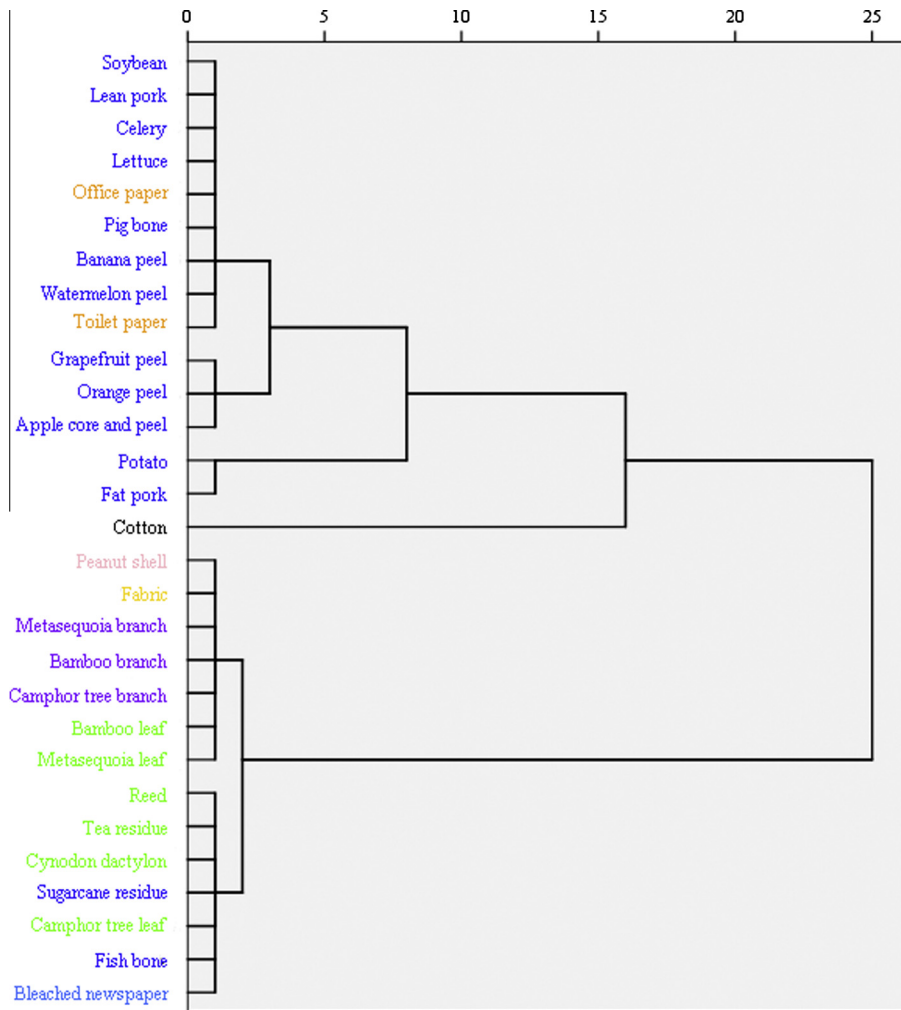 0 5 10 15 20 25
Soybean
Lean pork
Celery
Lettuce
Office paper
Pig bone
Banana peel
Watermelon peel
Toilet paper
Grapefruit peel
Orange peel
Apple core and peel
Potato
Fat pork
Cotton
Peanut shell
Fabric
Metasequoia branch
Bamboo branch
Camphor tree branch
Bamboo leaf
Metasequoia leaf
Reed
Tea residue
Cynodon dactylon
Sugarcane residue
Camphor tree leaf
Fish bone
Bleached newspaper